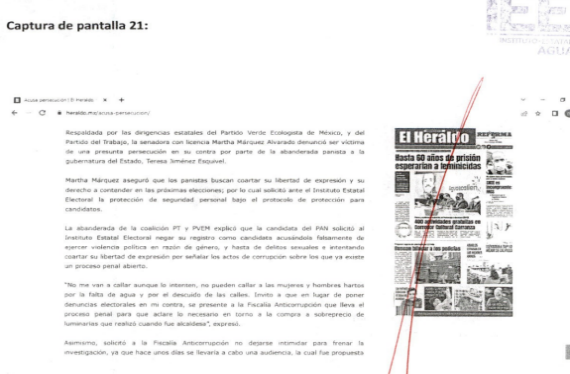 Captura de pantalla 21:
AGUA
Acusa persecución | El Heraldo
heraldo.mx/acusa-persecucion/
Respaldada por las dirigencias estatales del Partido Verde Ecologista de México, y del
Partido del Trabajo, la senadora con licencia Martha Márquez Alvarado denunció ser víctima
de una presunta persecución en su contra por parte de la abanderada panista a la
gubernatura del Estado, Teresa Jiménez Esquivel.
Martha Márquez aseguró que los panistas buscan coartar su libertad de expresión y su
derecho a contender en las próximas elecciones; por lo cual solicitó ante el Instituto Estatal
Electoral la protección de seguridad personal bajo el protocolo de protección para
candidatos.
La abanderada de la coalición PT y PVEM explicó que la candidata del PAN solicitó al
Instituto Estatal Electoral negar su registro como candidata acusándola falsamente de
ejercer violencia política en razón de género, y hasta de delitos sexuales e intentando
coartar su libertad de expresión por señalar los actos de corrupción sobre los que ya existe
un proceso penal abierto.
"No me van a callar aunque lo intenten, no pueden callar a las mujeres y hombres hartos
por la falta de agua y por el descuido de las calles. Invito a que en lugar de poner
denuncias electorales en mi contra, se presente a la Fiscalía Anticorrupción que lleva el
proceso penal para que aclare lo necesario en torno a la compra a sobreprecio de
luminarias que realizó cuando fue alcaldesa", expresó.
Asimismo, solicitó a la Fiscalía Anticorrupción no dejarse intimidar para frenar la
investigación, ya que hace unos días se llevaría a cabo una audiencia, la cual fue propuesta
El Heraldo
REFORMA
Hasta 60 años de prisión
esperarían a feminicidas
400 actividades gratuitas en
Corredor Cultural Carranza
a los policías